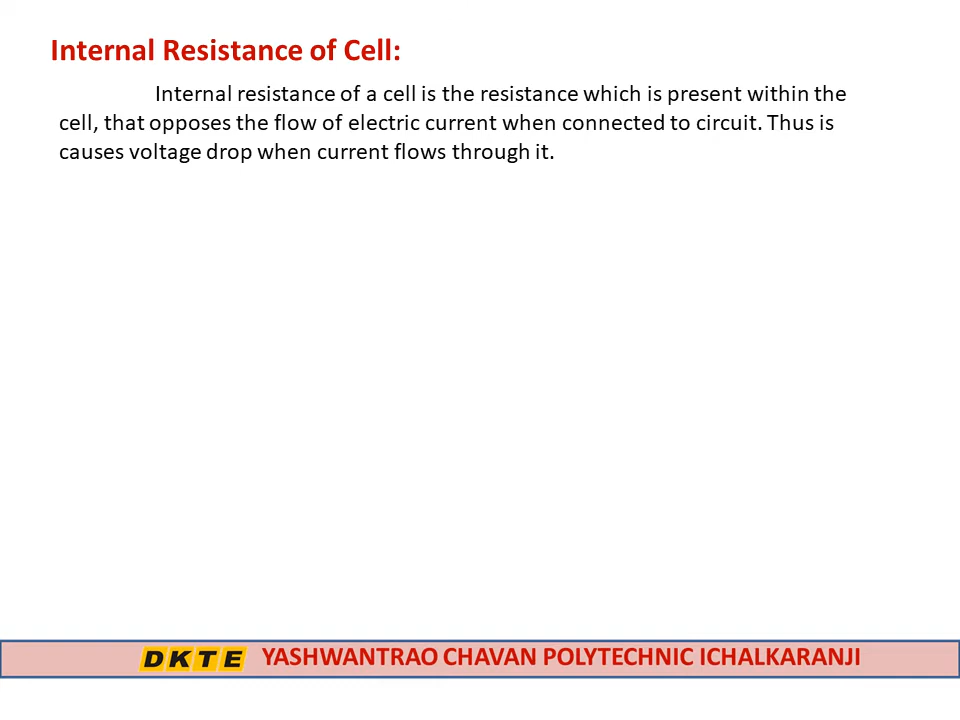 Internal Resistance of Cell:
Internal resistance of a cell is the resistance which is present within the
cell, that opposes the flow of electric current when connected to circuit. Thus is
causes voltage drop when current flows through it.
DKTE YASHWANTRAO CHAVAN POLYTECHNIC ICHALKARANJI